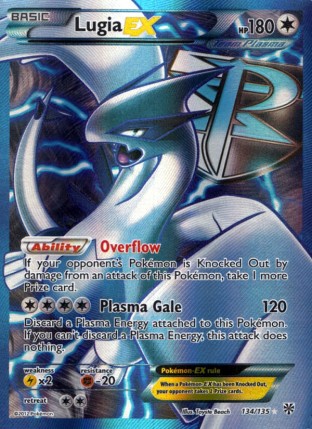 BASIC
Lugia EX
HP 180
Team Plasma
Ability Overflow
If your opponent's Pokémon is Knocked Out by
damage from an attack of this Pokémon, take 1 more
Prize card.
Plasma Gale 120
Discard a Plasma Energy attached to this Pokémon.
If you can't discard a Plasma Energy, this attack does
nothing.
weakness
×2
resistance
-20
retreat
Pokémon-EX rule
When a Pokémon-EX has been Knocked Out,
your opponent takes 2 Prize cards.
Illus. Toyste Beach
134/135